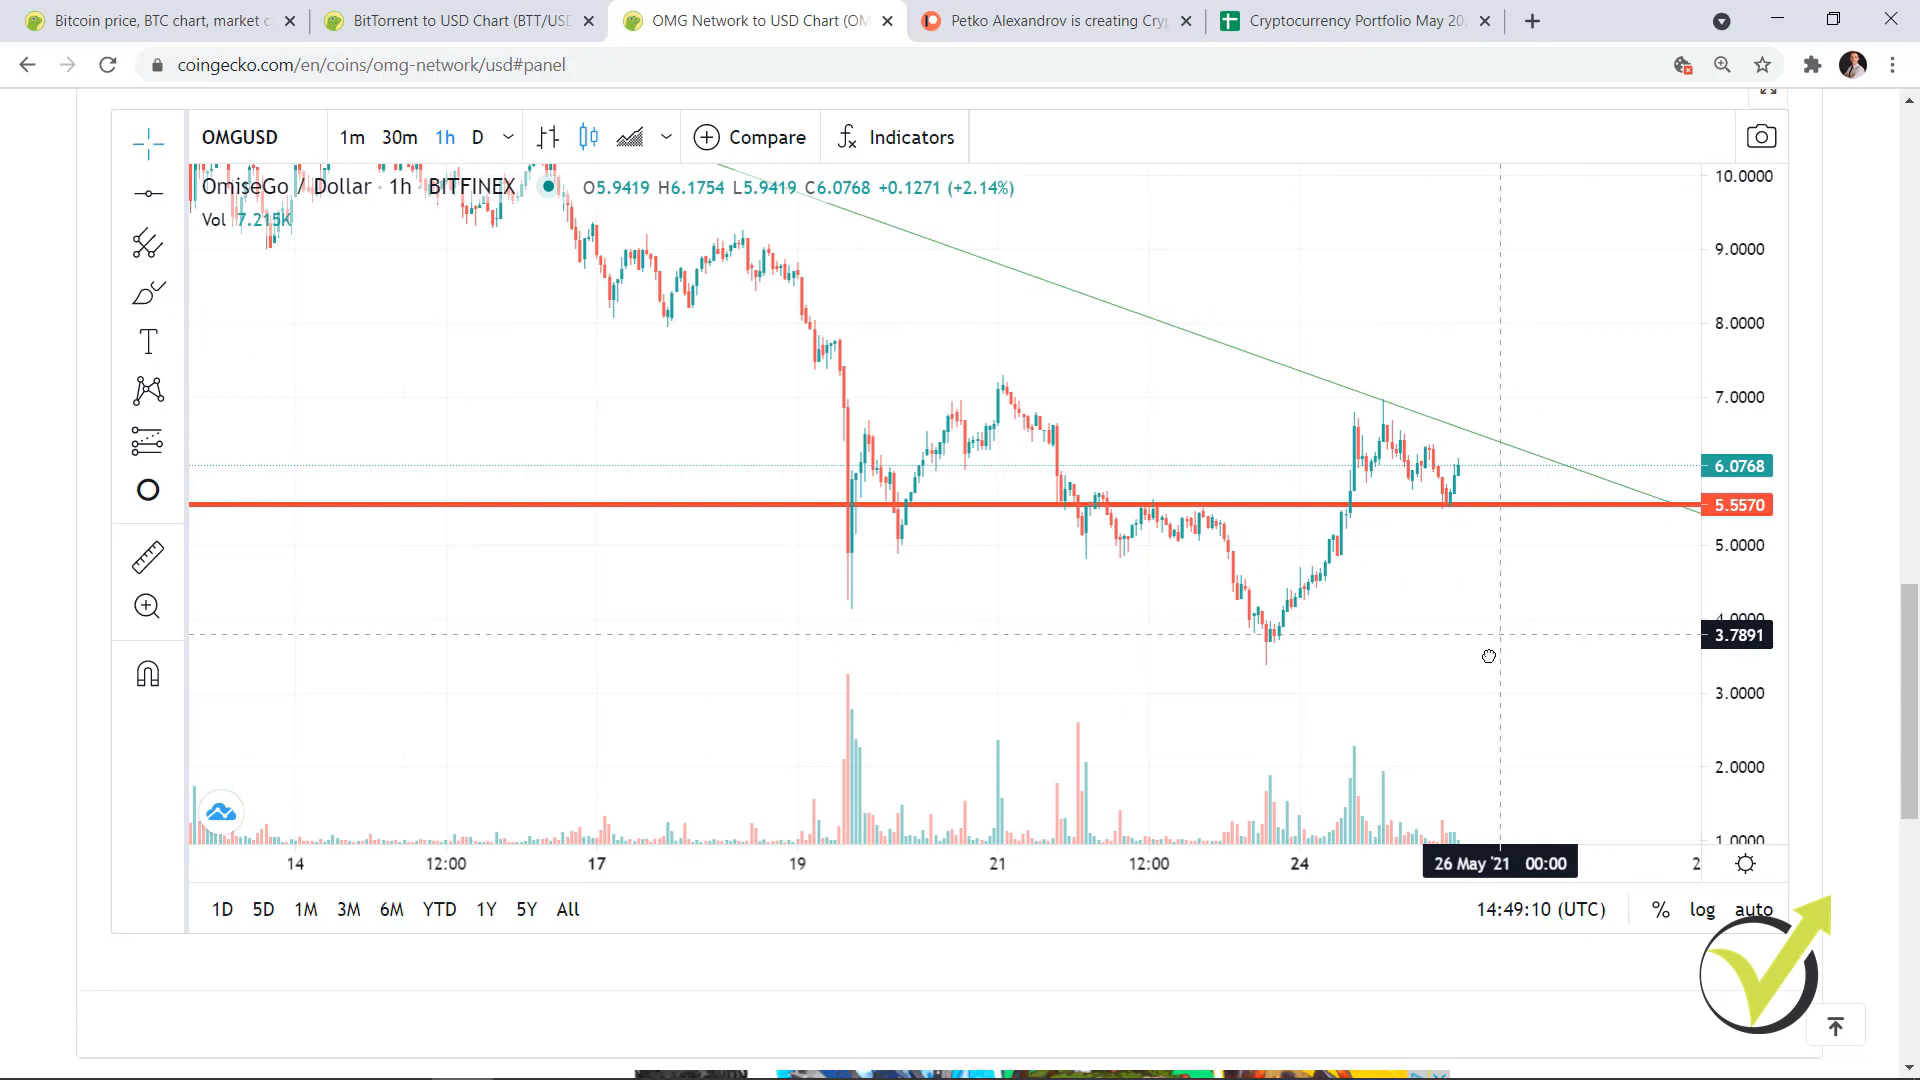 Bitcoin price, BTC chart, market c
BitTorrent to USD Chart (BTT/USD
OMG Network to USD Chart (OM
Petko Alexandrov is creating Cryp
Cryptocurrency Portfolio May 202
coingecko.com/en/coins/omg-network/usd#panel
OMGUSD
1m 30m 1h D
Compare
Indicators
OmiseGo / Dollar · 1h · BITFINEX
O5.9419 H6.1754 L5.9419 C6.0768 +0.1271 (+2.14%)
Vol 7.215K
10.0000
9.0000
8.0000
7.0000
6.0768
5.5570
5.0000
4.0000
3.7891
3.0000
2.0000
1.0000
14 12:00 17 19 21 12:00 24 26 May '21 00:00 2
1D 5D 1M 3M 6M YTD 1Y 5Y All
14:49:10 (UTC)
% log auto